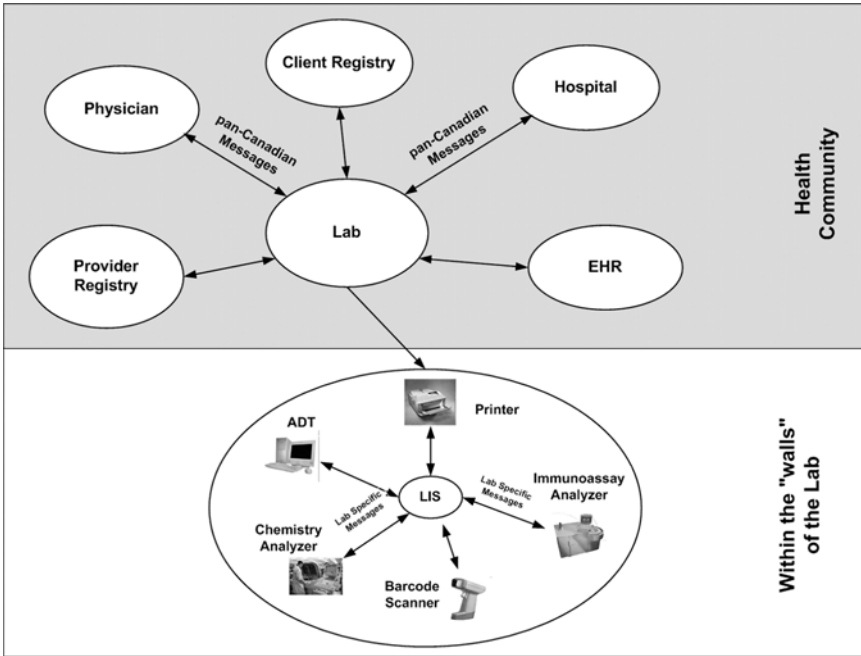 Client Registry
Physician
Hospital
pan-Canadian
Messages
pan-Canadian
Messages
Lab
Provider
Registry
EHR
Health
Community
Printer
ADT
LIS
Lab Specific
Messages
Lab Specific
Messages
Immunoassay
Analyzer
Chemistry
Analyzer
Barcode
Scanner
Within the "walls"
of the Lab